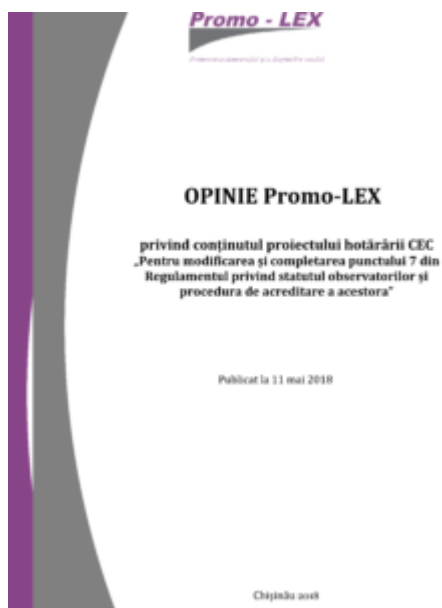 Promo - LEX
OPINIE Promo-LEX
privind conținutul proiectului hotărârii CEC
„Pentru modificarea și completarea punctului 7 din
Regulamentul privind statutul observatorilor și
procedura de acreditare a acestora”
Publicat la 11 mai 2018
Chișinău 2018